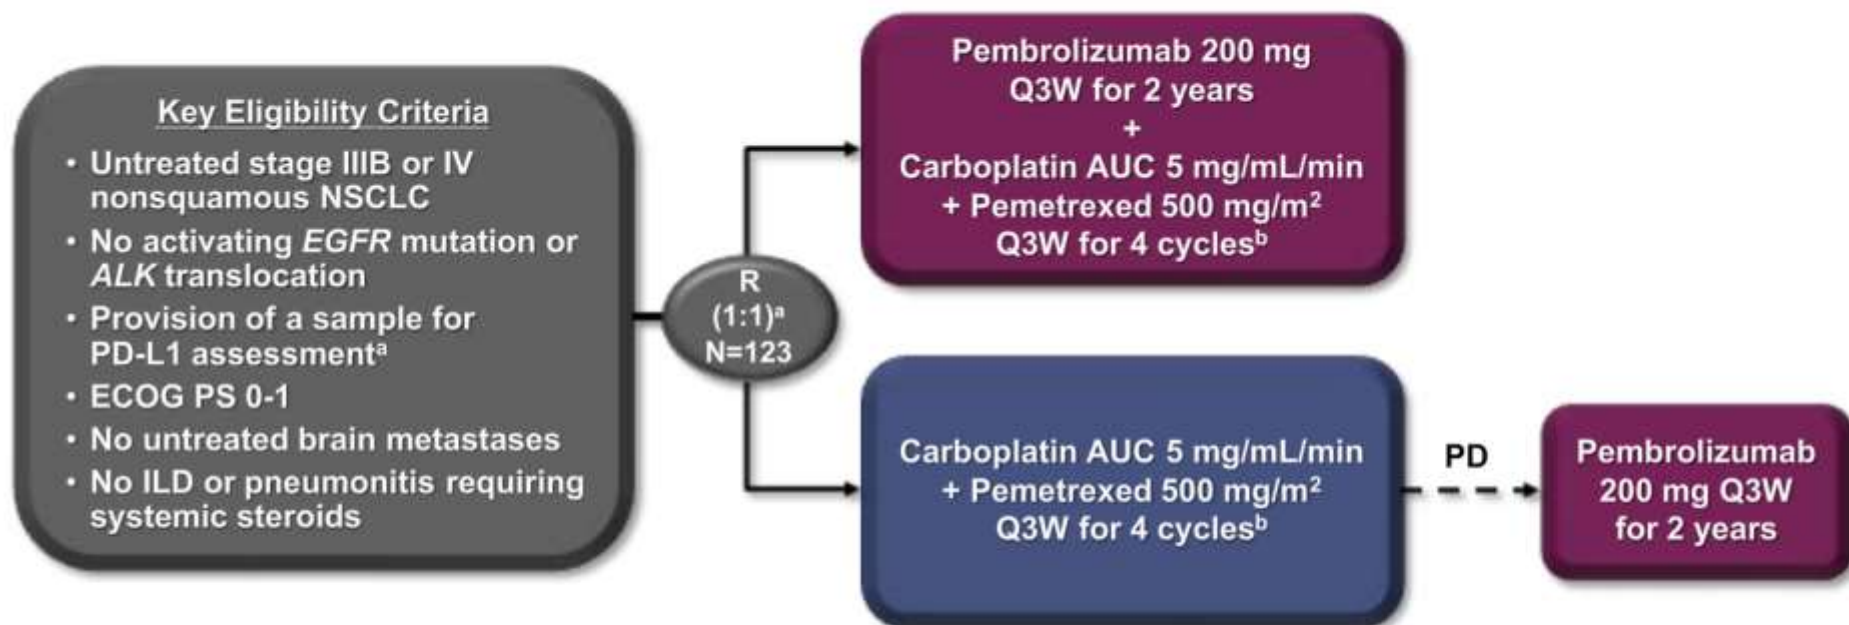 Key Eligibility Criteria
• Untreated stage IIIB or IV
nonsquamous NSCLC
• No activating EGFR mutation or
ALK translocation
• Provision of a sample for
PD-L1 assessmentᵃ
• ECOG PS 0-1
• No untreated brain metastases
• No ILD or pneumonitis requiring
systemic steroids
R
(1:1)ᵃ
N=123
Pembrolizumab 200 mg
Q3W for 2 years
+
Carboplatin AUC 5 mg/mL/min
+ Pemetrexed 500 mg/m²
Q3W for 4 cyclesᵇ
Carboplatin AUC 5 mg/mL/min
+ Pemetrexed 500 mg/m²
Q3W for 4 cyclesᵇ
PD
Pembrolizumab
200 mg Q3W
for 2 years